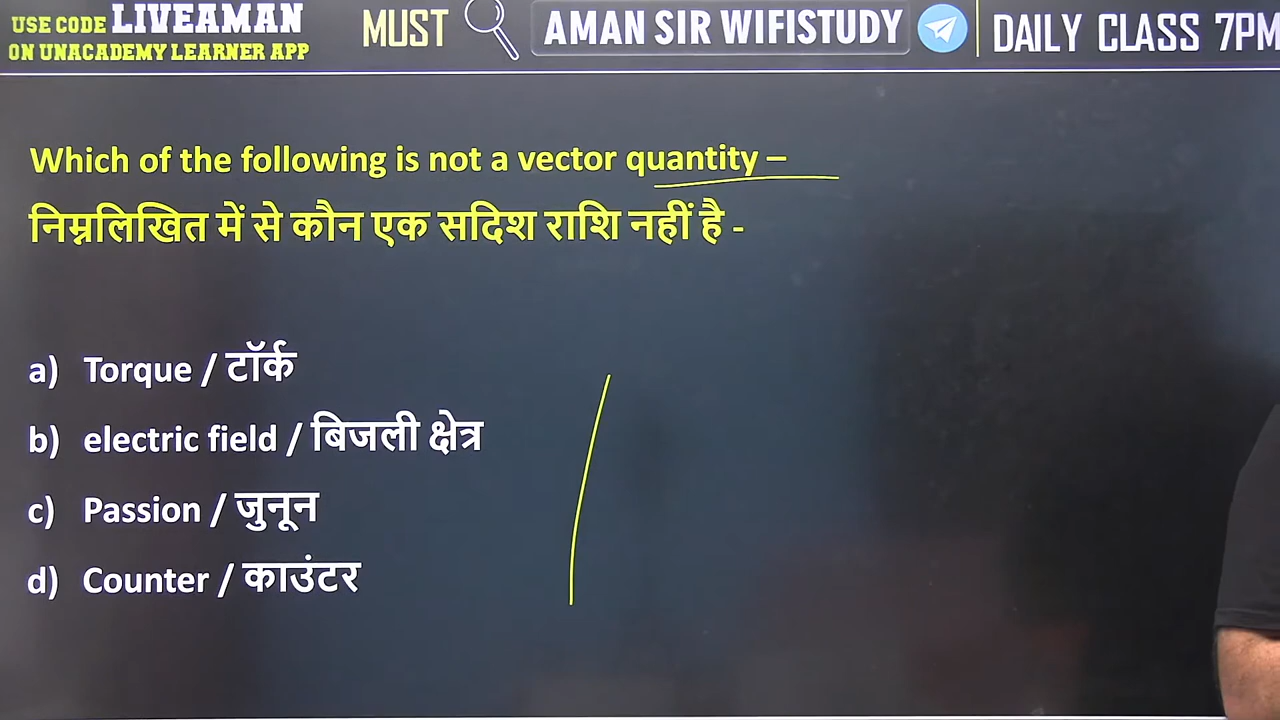 USE CODE LIVEAMAN
ON UNACADEMY LEARNER APP
MUST
AMAN SIR WIFISTUDY
DAILY CLASS 7PM
Which of the following is not a vector quantity –
निम्नलिखित में से कौन एक सदिश राशि नहीं है -
a) Torque / टॉर्क
b) electric field / बिजली क्षेत्र
c) Passion / जुनून
d) Counter / काउंटर